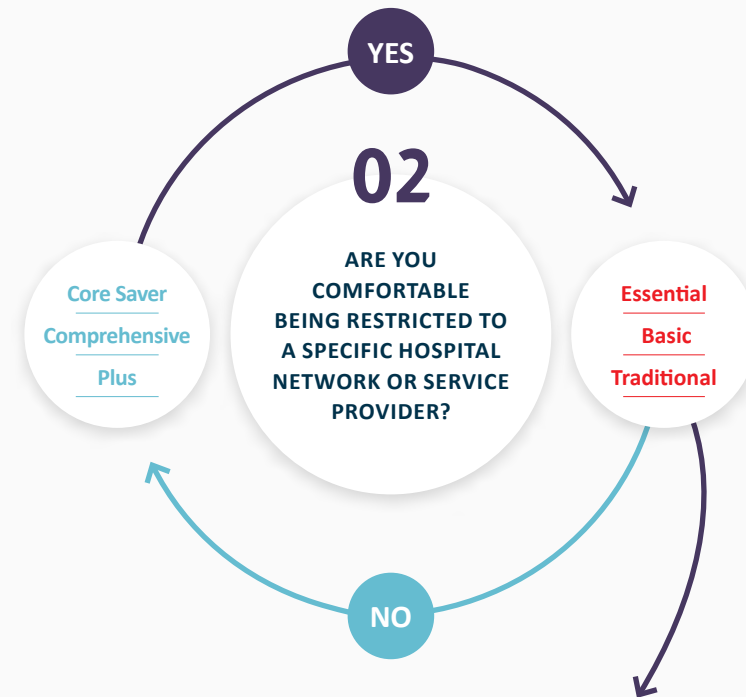 YES
02
ARE YOU
COMFORTABLE
BEING RESTRICTED TO
A SPECIFIC HOSPITAL
NETWORK OR SERVICE
PROVIDER?
Core Saver
Comprehensive
Plus
Essential
Basic
Traditional
NO